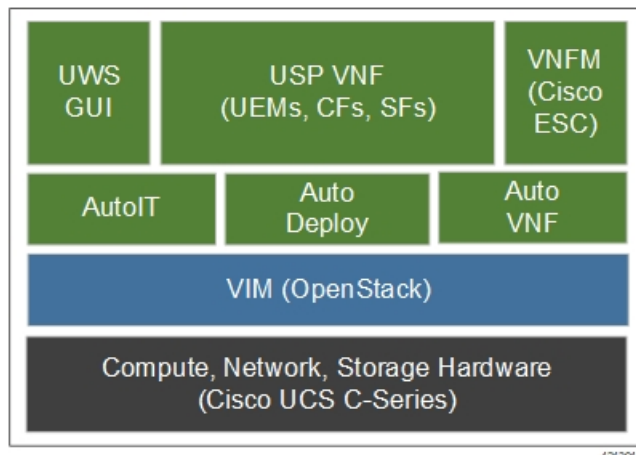 UWS
GUI
USP VNF
(UEMs, CFs, SFs)
VNFM
(Cisco
ESC)
AutoIT
Auto
Deploy
Auto
VNF
VIM (OpenStack)
Compute, Network, Storage Hardware
(Cisco UCS C-Series)